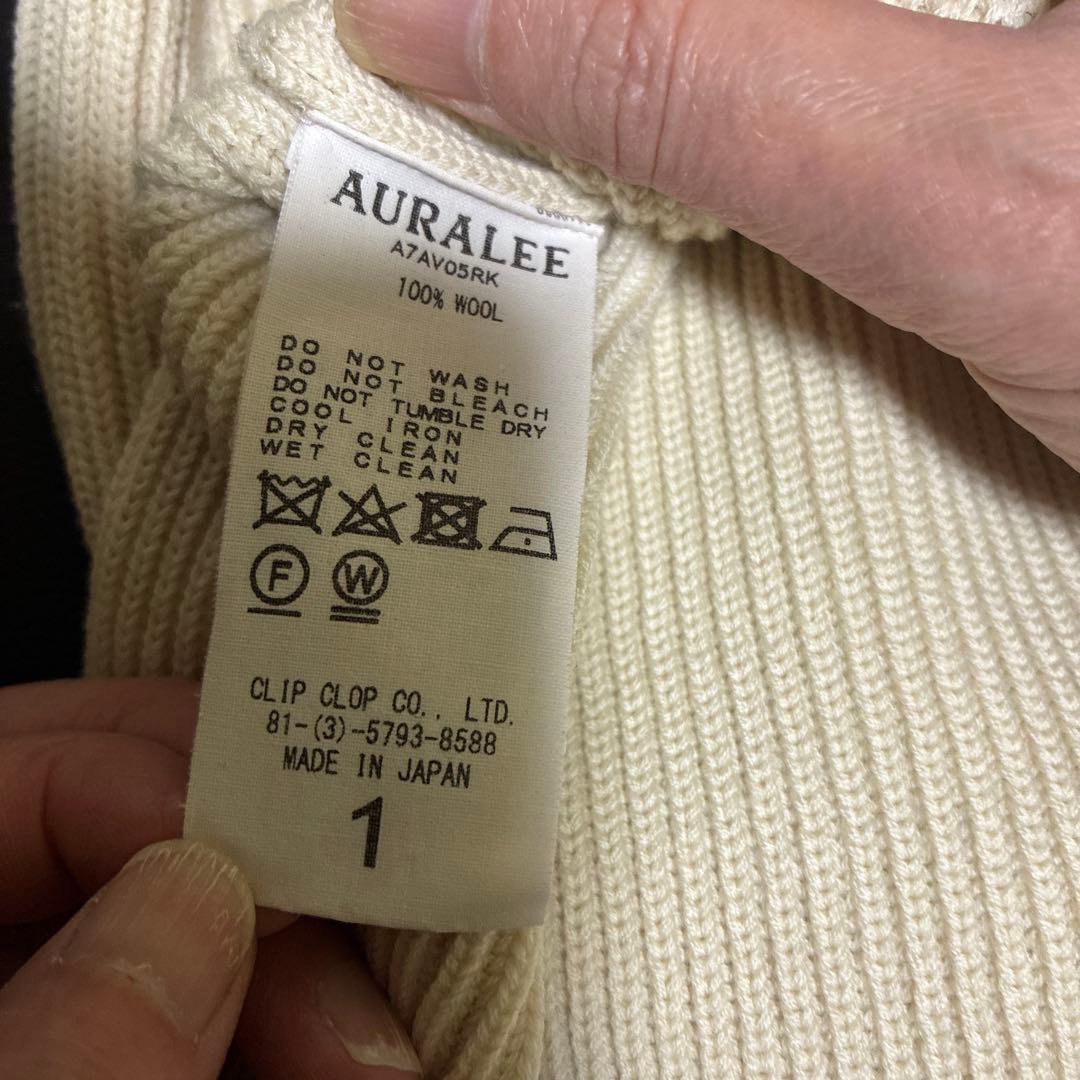 AURALEE
A7AV05RK
100% WOOL
DO NOT WASH
DO NOT BLEACH
DO NOT TUMBLE DRY
COOL IRON
DRY CLEAN
WET CLEAN
F W
CLIP CLOP CO., LTD.
81-(3)-5793-8588
MADE IN JAPAN
1